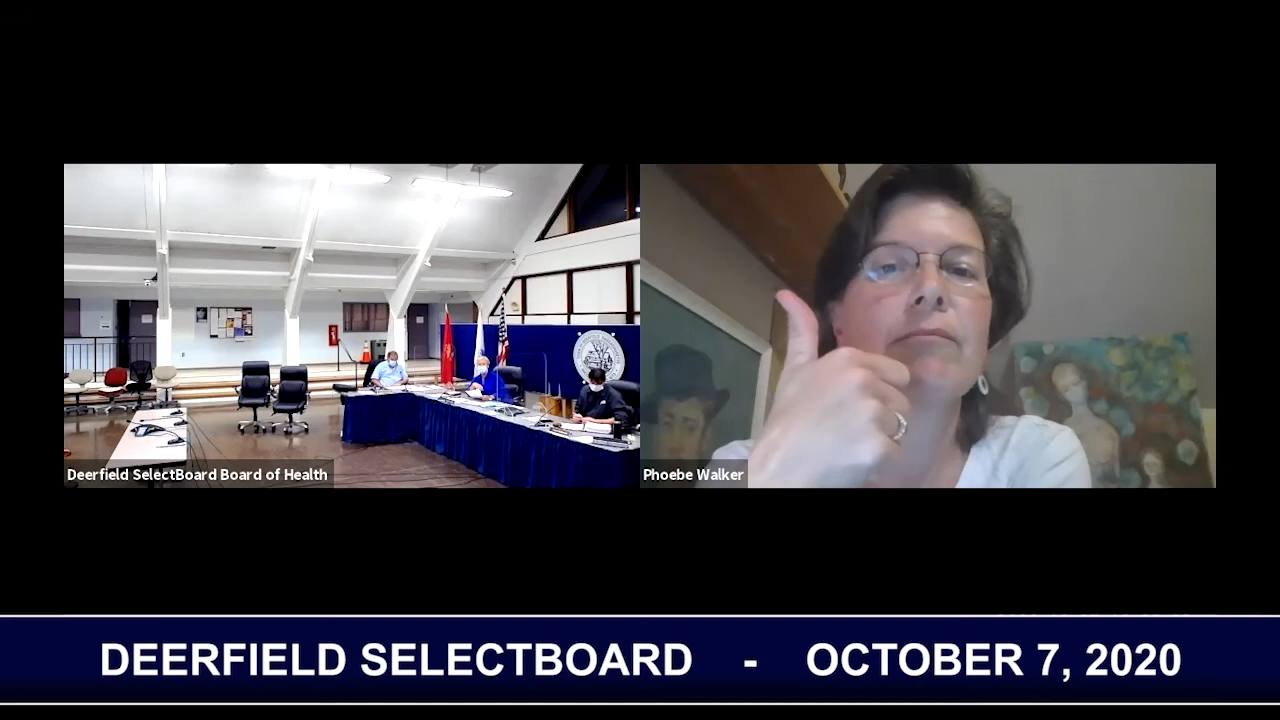 Deerfield SelectBoard Board of Health
Phoebe Walker
DEERFIELD SELECTBOARD - OCTOBER 7, 2020